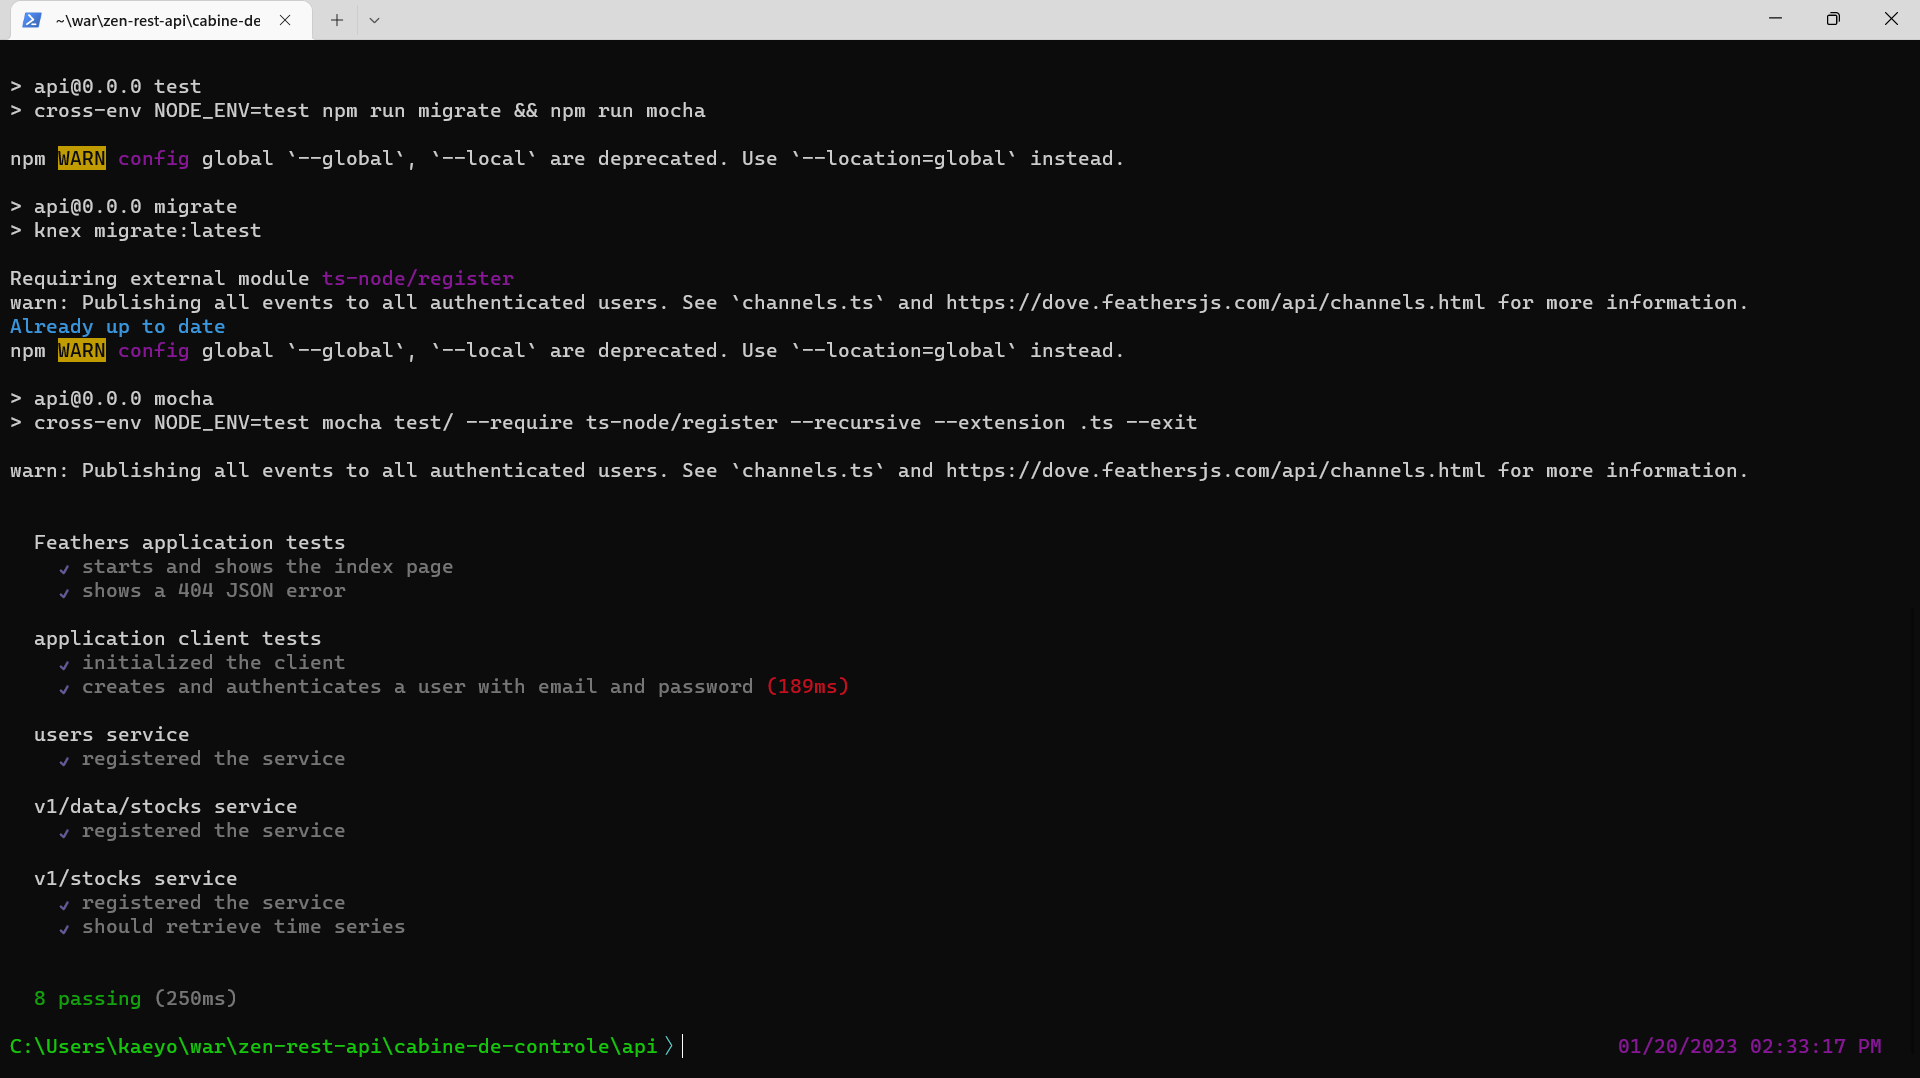 ~\war\zen-rest-api\cabine-de
> api@0.0.0 test
> cross-env NODE_ENV=test npm run migrate && npm run mocha
npm WARN config global `--global`, `--local` are deprecated. Use `--location=global` instead.
> api@0.0.0 migrate
> knex migrate:latest
Requiring external module ts-node/register
warn: Publishing all events to all authenticated users. See `channels.ts` and https://dove.feathersjs.com/api/channels.html for more information.
Already up to date
npm WARN config global `--global`, `--local` are deprecated. Use `--location=global` instead.
> api@0.0.0 mocha
> cross-env NODE_ENV=test mocha test/ --require ts-node/register --recursive --extension .ts --exit
warn: Publishing all events to all authenticated users. See `channels.ts` and https://dove.feathersjs.com/api/channels.html for more information.
Feathers application tests
✓ starts and shows the index page
✓ shows a 404 JSON error
application client tests
✓ initialized the client
✓ creates and authenticates a user with email and password (189ms)
users service
✓ registered the service
v1/data/stocks service
✓ registered the service
v1/stocks service
✓ registered the service
✓ should retrieve time series
8 passing (250ms)
C:\Users\kaeyo\war\zen-rest-api\cabine-de-controle\api 〉 01/20/2023 02:33:17 PM